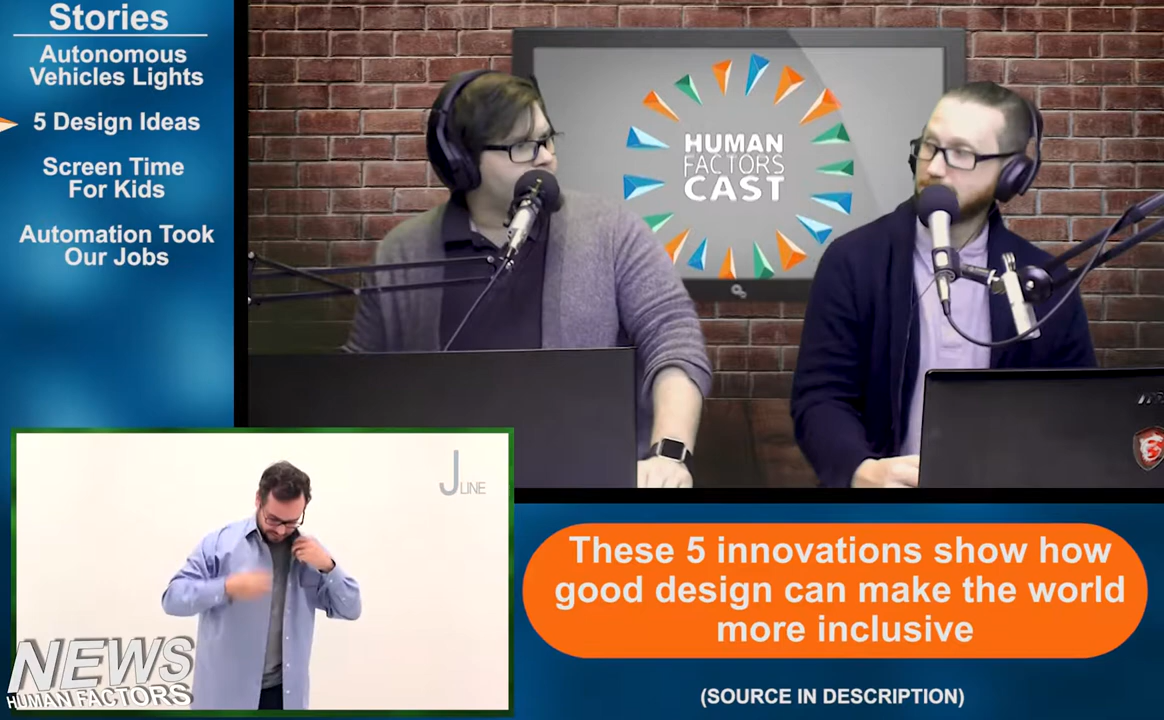 Stories
Autonomous
Vehicles Lights
5 Design Ideas
Screen Time
For Kids
Automation Took
Our Jobs
HUMAN
FACTORS
CAST
J LINE
NEWS
HUMAN FACTORS
These 5 innovations show how
good design can make the world
more inclusive
(SOURCE IN DESCRIPTION)